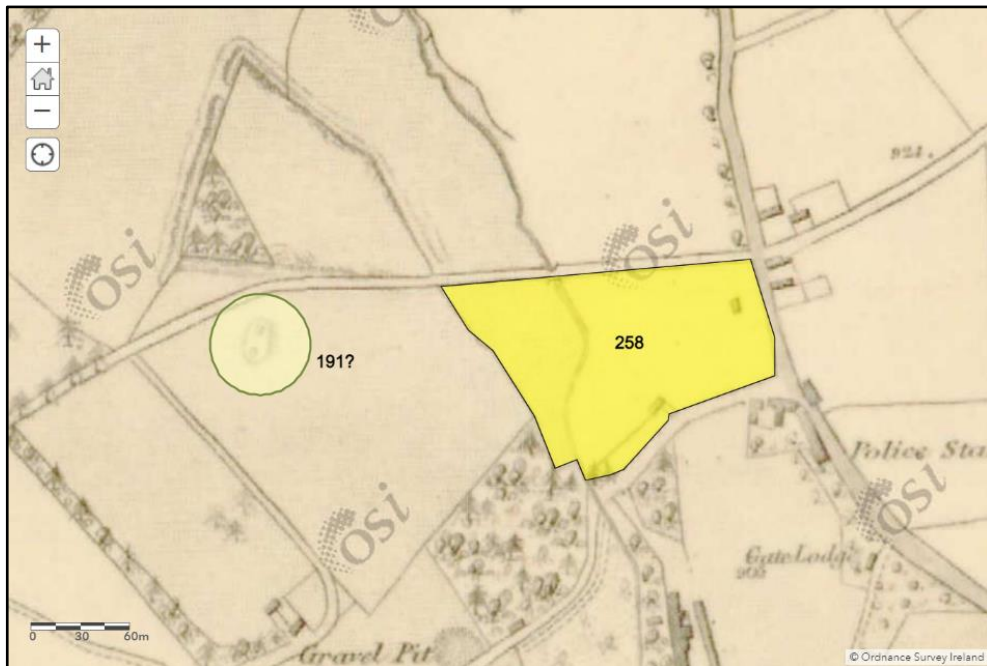 +
−
osi
924.
osi
osi
258
191?
Police Sta
osi
osi
Gate Lodge
Gravel Pit
0 30 60m
© Ordnance Survey Ireland